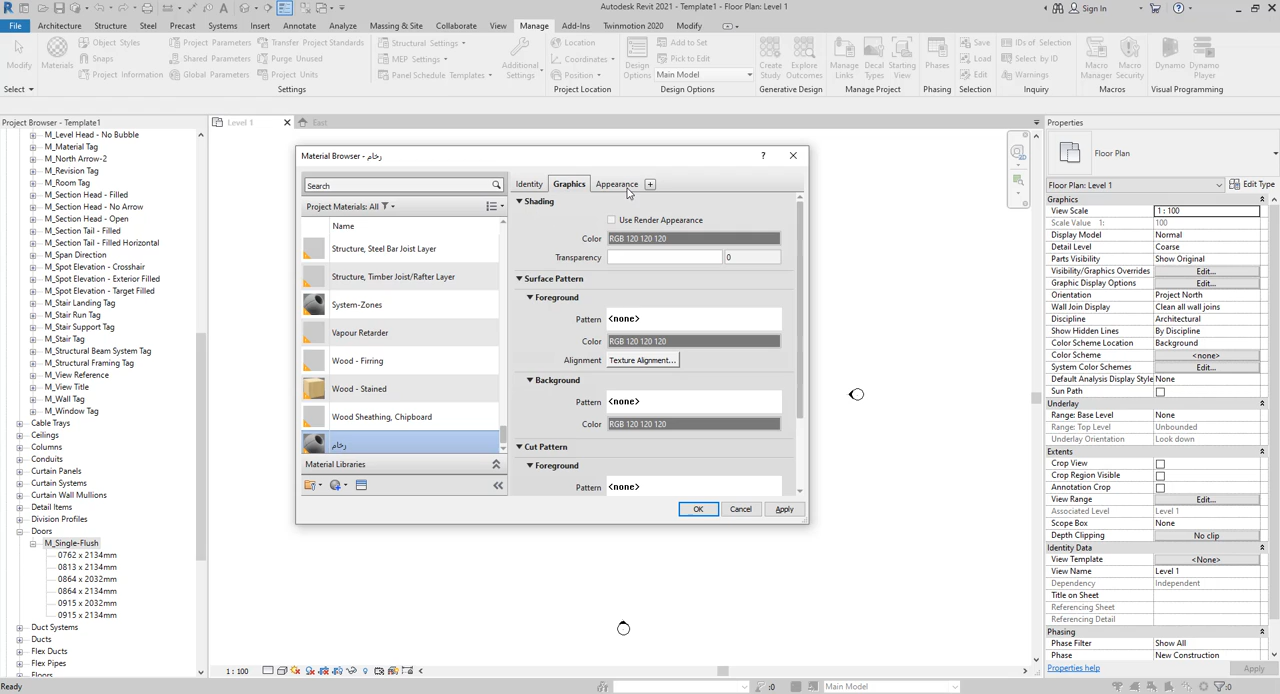 Autodesk Revit 2021 - Template1 - Floor Plan: Level 1
Sign In
File Architecture Structure Steel Precast Systems Insert Annotate Analyze Massing & Site Collaborate View Manage Add-Ins Twinmotion 2020 Modify
Modify
Materials
Object Styles
Snaps
Project Information
Project Parameters
Shared Parameters
Global Parameters
Transfer Project Standards
Purge Unused
Project Units
Structural Settings
MEP Settings
Panel Schedule Templates
Additional Settings
Location
Coordinates
Position
Design Options
Add to Set
Pick to Edit
Main Model
Create Study
Explore Outcomes
Manage Links
Decal Types
Starting View
Phases
Save
Load
Edit
IDs of Selection
Select by ID
Warnings
Macro Manager
Macro Security
Dynamo
Dynamo Player
Select
Settings
Project Location
Design Options
Generative Design
Manage Project
Phasing
Selection
Inquiry
Macros
Visual Programming
Project Browser - Template1
M_Level Head - No Bubble
M_Material Tag
M_North Arrow-2
M_Revision Tag
M_Room Tag
M_Section Head - Filled
M_Section Head - No Arrow
M_Section Head - Open
M_Section Tail - Filled
M_Section Tail - Filled Horizontal
M_Span Direction
M_Spot Elevation - Crosshair
M_Spot Elevation - Exterior Filled
M_Spot Elevation - Target Filled
M_Stair Landing Tag
M_Stair Run Tag
M_Stair Support Tag
M_Stair Tag
M_Structural Beam System Tag
M_Structural Framing Tag
M_View Reference
M_View Title
M_Wall Tag
M_Window Tag
Cable Trays
Ceilings
Columns
Conduits
Curtain Panels
Curtain Systems
Curtain Wall Mullions
Detail Items
Division Profiles
Doors
M_Single-Flush
0762 x 2134mm
0813 x 2134mm
0864 x 2032mm
0864 x 2134mm
0915 x 2032mm
0915 x 2134mm
Duct Systems
Ducts
Flex Ducts
Flex Pipes
Level 1
East
Material Browser - رخام
?
Search
Project Materials: All
Name
Structure, Steel Bar Joist Layer
Structure, Timber Joist/Rafter Layer
System-Zones
Vapour Retarder
Wood - Firring
Wood - Stained
Wood Sheathing, Chipboard
رخام
Material Libraries
Identity Graphics Appearance
Shading
Use Render Appearance
Color RGB 120 120 120
Transparency 0
Surface Pattern
Foreground
Pattern <none>
Color RGB 120 120 120
Alignment Texture Alignment...
Background
Pattern <none>
Color RGB 120 120 120
Cut Pattern
Foreground
Pattern <none>
OK Cancel Apply
Properties
Floor Plan
Floor Plan: Level 1 Edit Type
Graphics
View Scale 1 : 100
Scale Value 1: 100
Display Model Normal
Detail Level Coarse
Parts Visibility Show Original
Visibility/Graphics Overrides Edit...
Graphic Display Options Edit...
Orientation Project North
Wall Join Display Clean all wall joins
Discipline Architectural
Show Hidden Lines By Discipline
Color Scheme Location Background
Color Scheme <none>
System Color Schemes Edit...
Default Analysis Display Style None
Sun Path
Underlay
Range: Base Level None
Range: Top Level Unbounded
Underlay Orientation Look down
Extents
Crop View
Crop Region Visible
Annotation Crop
View Range Edit...
Associated Level Level 1
Scope Box None
Depth Clipping No clip
Identity Data
View Template <None>
View Name Level 1
Dependency Independent
Title on Sheet
Referencing Sheet
Referencing Detail
Phasing
Phase Filter Show All
Phase New Construction
Properties help Apply
1 : 100
Ready
:0
Main Model
:0